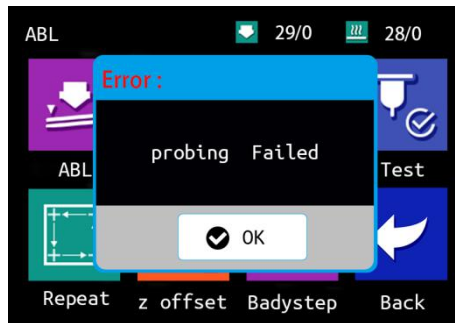 ABL 29/0 28/0
Error :
probing Failed
ABL Test
OK
Repeat z offset Badystep Back